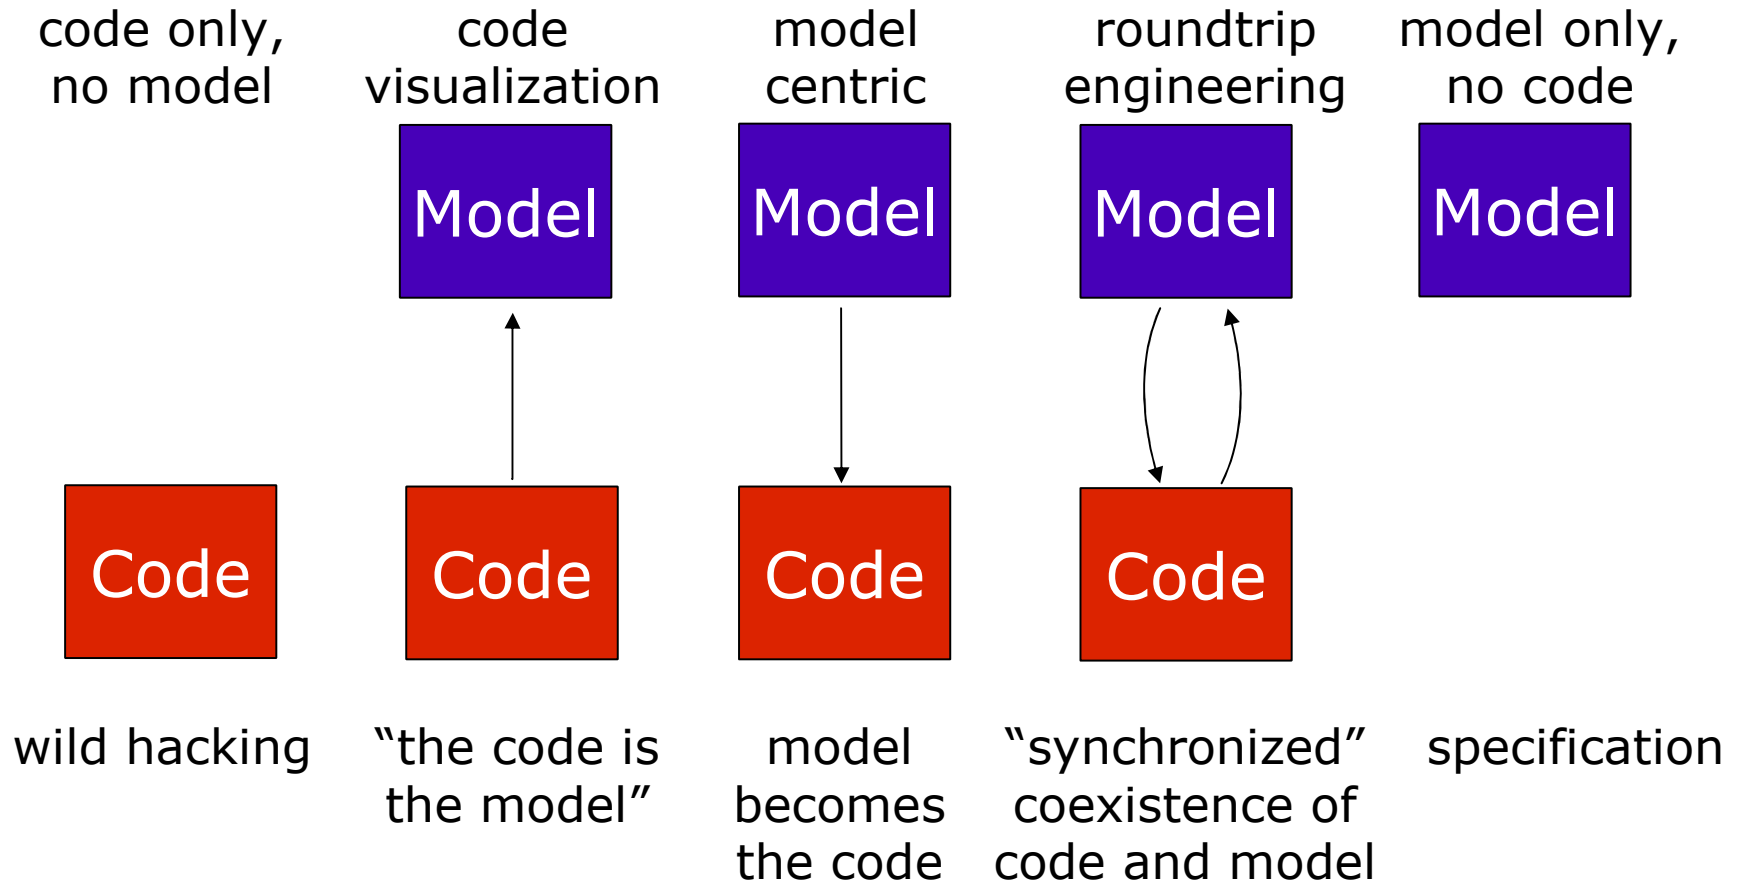 code only,
no model
code
visualization
model
centric
roundtrip
engineering
model only,
no code
Model
Model
Model
Model
Code
Code
Code
Code
wild hacking
“the code is
the model”
model
becomes
the code
“synchronized”
coexistence of
code and model
specification